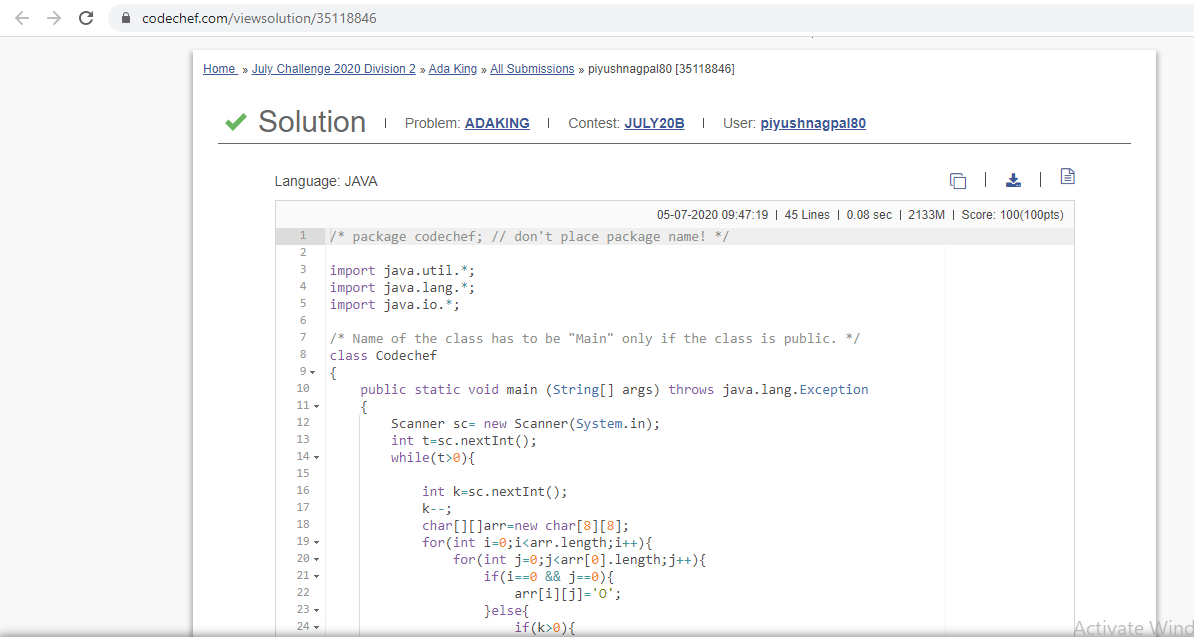 codechef.com/viewsolution/35118846
Home » July Challenge 2020 Division 2 » Ada King » All Submissions » piyushnagpal80 [35118846]
Solution | Problem: ADAKING | Contest: JULY20B | User: piyushnagpal80
Language: JAVA
05-07-2020 09:47:19 | 45 Lines | 0.08 sec | 2133M | Score: 100(100pts)
1 /* package codechef; // don't place package name! */
2
3 import java.util.*;
4 import java.lang.*;
5 import java.io.*;
6
7 /* Name of the class has to be "Main" only if the class is public. */
8 class Codechef
9 {
10 public static void main (String[] args) throws java.lang.Exception
11 {
12 Scanner sc= new Scanner(System.in);
13 int t=sc.nextInt();
14 while(t>0){
15
16 int k=sc.nextInt();
17 k--;
18 char[][]arr=new char[8][8];
19 for(int i=0;i<arr.length;i++){
20 for(int j=0;j<arr[0].length;j++){
21 if(i==0 && j==0){
22 arr[i][j]='O';
23 }else{
24 if(k>0){
Activate Wind